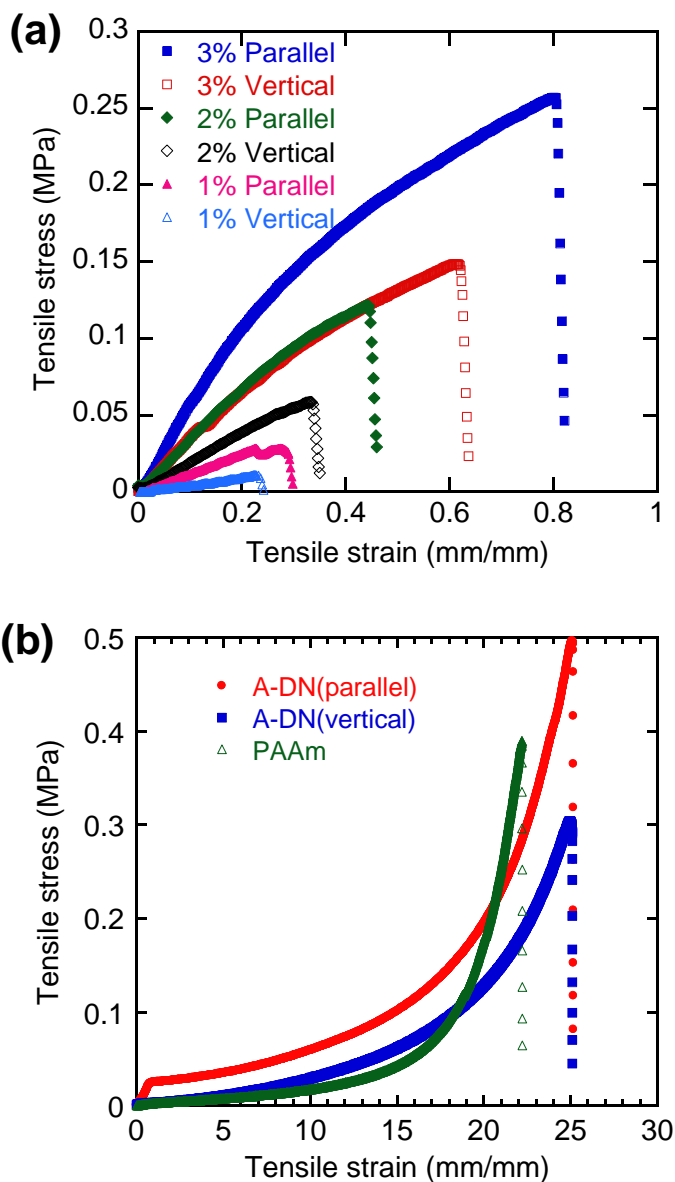 (a)
0.3
0.25
0.2
0.15
0.1
0.05
0
Tensile stress (MPa)
3% Parallel
3% Vertical
2% Parallel
2% Vertical
1% Parallel
1% Vertical
0 0.2 0.4 0.6 0.8 1
Tensile strain (mm/mm)
(b)
0.5
0.4
0.3
0.2
0.1
0
Tensile stress (MPa)
A-DN(parallel)
A-DN(vertical)
PAAm
0 5 10 15 20 25 30
Tensile strain (mm/mm)